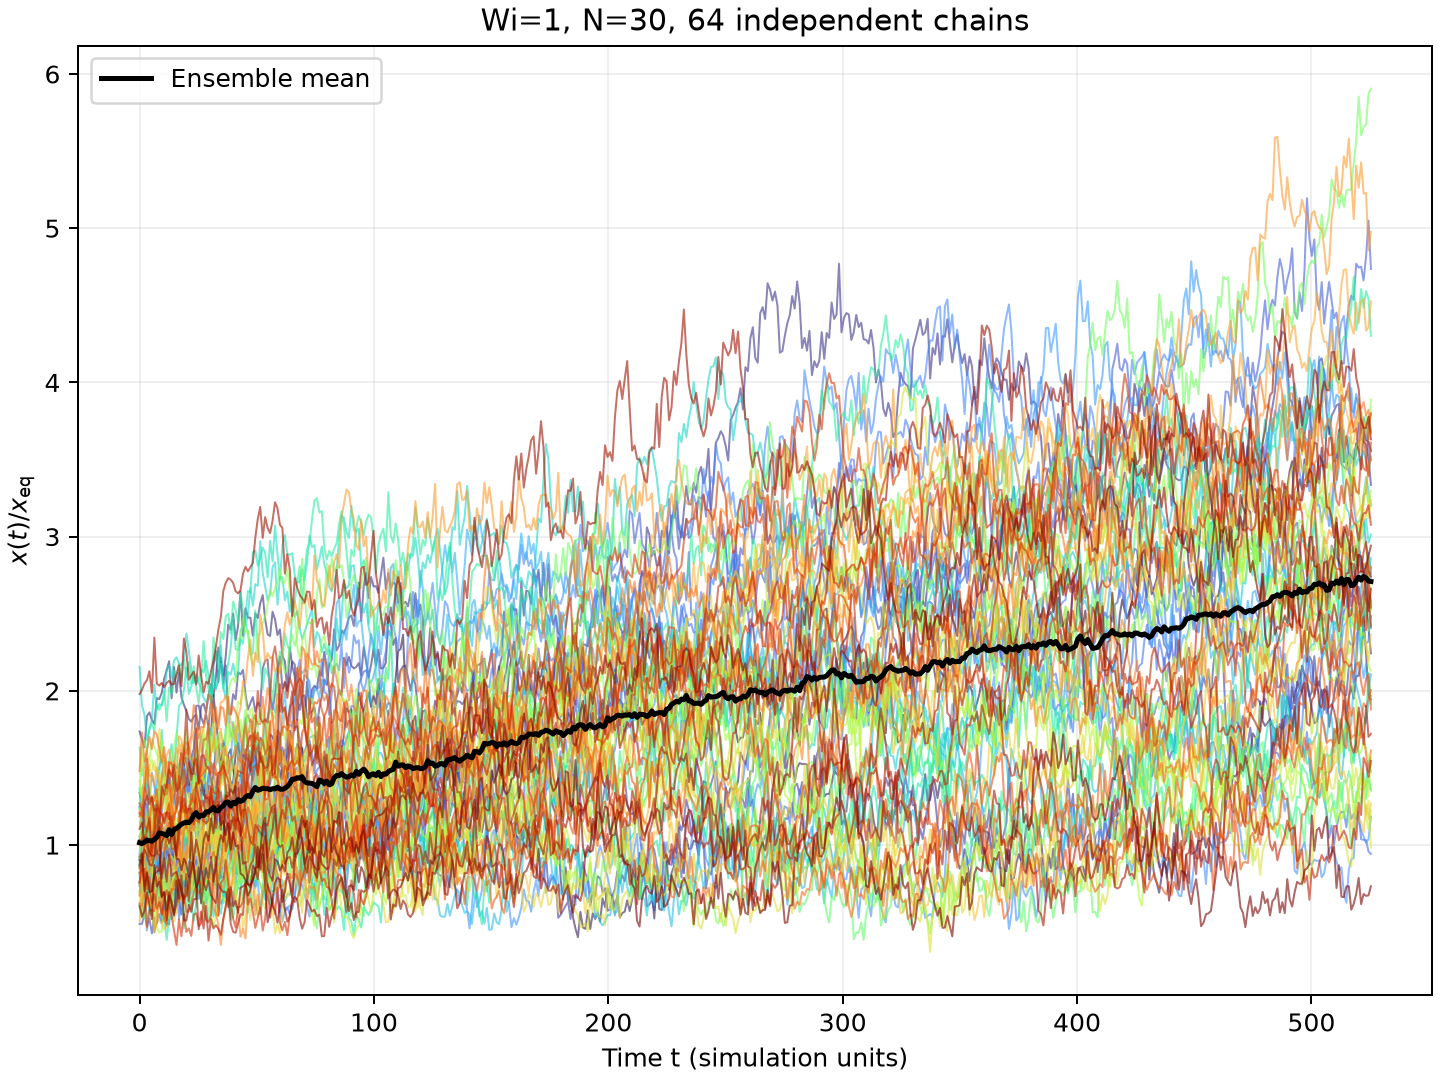 Wi=1, N=30, 64 independent chains
Ensemble mean
x(t)/x_eq
6
5
4
3
2
1
0 100 200 300 400 500
Time t (simulation units)